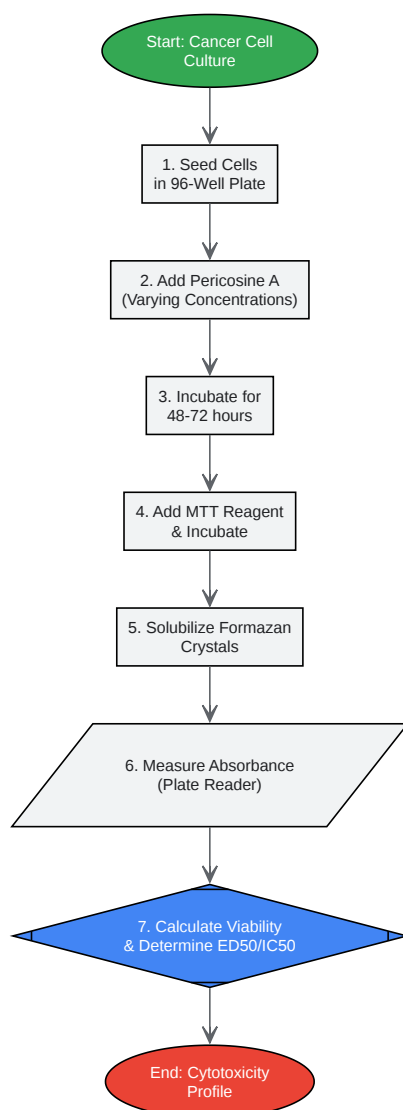 Start: Cancer Cell
Culture
1. Seed Cells
in 96-Well Plate
2. Add Pericosine A
(Varying Concentrations)
3. Incubate for
48-72 hours
4. Add MTT Reagent
& Incubate
5. Solubilize Formazan
Crystals
6. Measure Absorbance
(Plate Reader)
7. Calculate Viability
& Determine ED50/IC50
End: Cytotoxicity
Profile